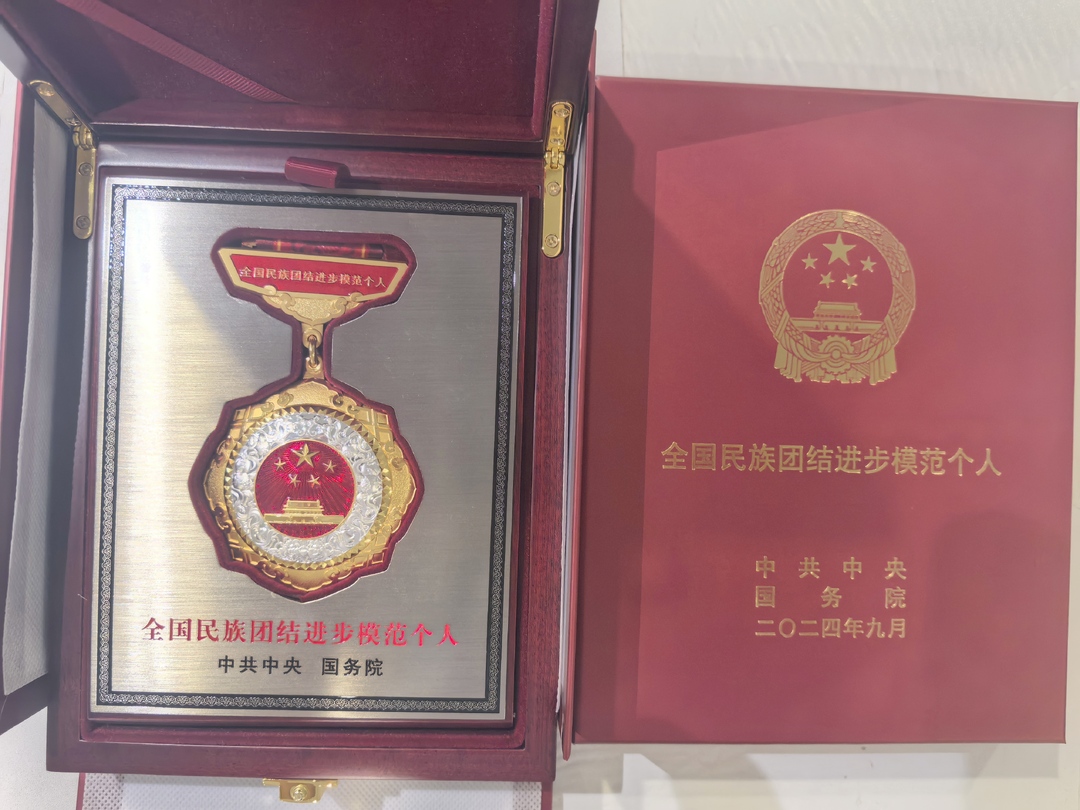 全国民族团结进步模范个人
全国民族团结进步模范个人
中共中央 国务院
全国民族团结进步模范个人
中共中央
国务院
二〇二四年九月